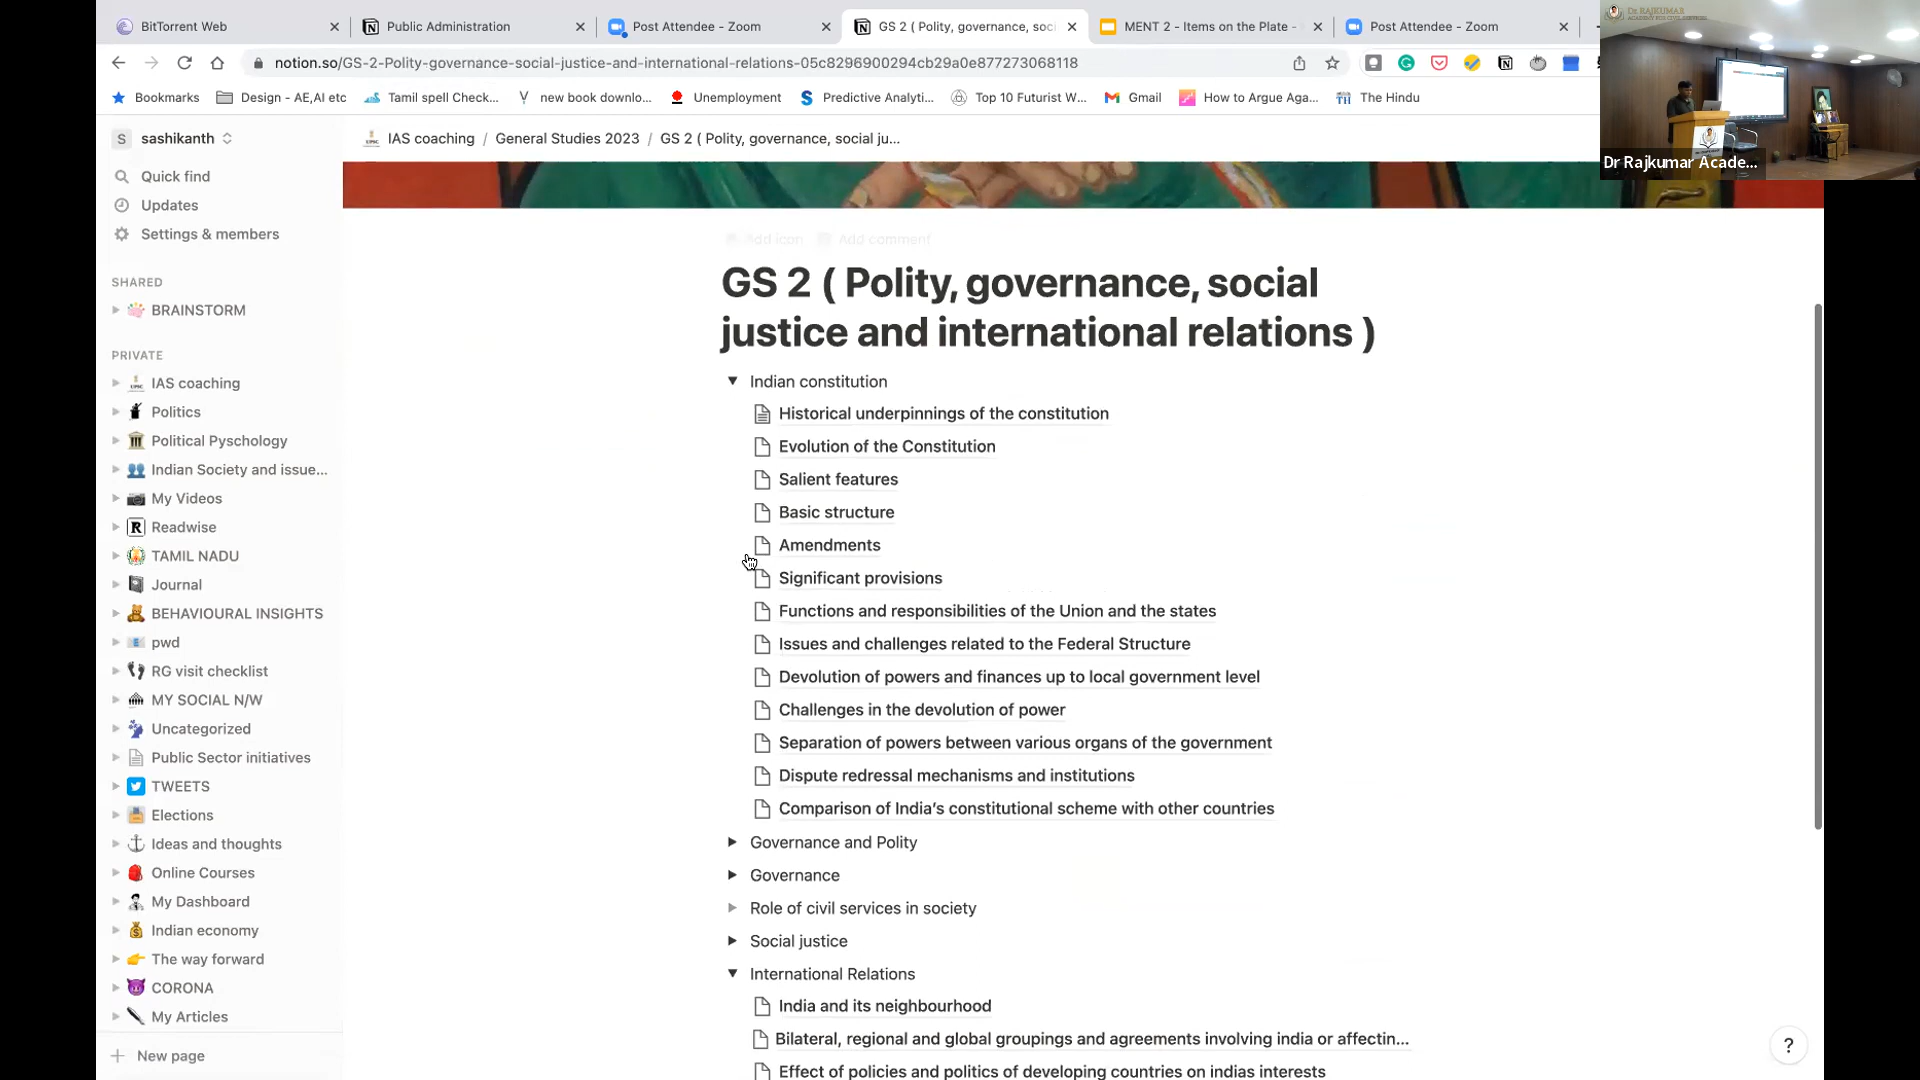 BitTorrent Web
Public Administration
Post Attendee - Zoom
GS 2 ( Polity, governance, soci
MENT 2 - Items on the Plate -
Post Attendee - Zoom
notion.so/GS-2-Polity-governance-social-justice-and-international-relations-05c8296900294cb29a0e877273068118
Bookmarks
Design - AE,AI etc
Tamil spell Check...
new book downlo...
Unemployment
Predictive Analyti...
Top 10 Futurist W...
Gmail
How to Argue Aga...
The Hindu
Dr. RAJKUMAR
Dr Rajkumar Acade...
S sashikanth
IAS coaching / General Studies 2023 / GS 2 ( Polity, governance, social ju...
Quick find
Updates
Settings & members
SHARED
BRAINSTORM
PRIVATE
IAS coaching
Politics
Political Pyschology
Indian Society and issue...
My Videos
Readwise
TAMIL NADU
Journal
BEHAVIOURAL INSIGHTS
pwd
RG visit checklist
MY SOCIAL N/W
Uncategorized
Public Sector initiatives
TWEETS
Elections
Ideas and thoughts
Online Courses
My Dashboard
Indian economy
The way forward
CORONA
My Articles
New page
Add icon
Add comment
GS 2 ( Polity, governance, social
justice and international relations )
Indian constitution
Historical underpinnings of the constitution
Evolution of the Constitution
Salient features
Basic structure
Amendments
Significant provisions
Functions and responsibilities of the Union and the states
Issues and challenges related to the Federal Structure
Devolution of powers and finances up to local government level
Challenges in the devolution of power
Separation of powers between various organs of the government
Dispute redressal mechanisms and institutions
Comparison of India's constitutional scheme with other countries
Governance and Polity
Governance
Role of civil services in society
Social justice
International Relations
India and its neighbourhood
Bilateral, regional and global groupings and agreements involving india or affectin...
Effect of policies and politics of developing countries on indias interests
?